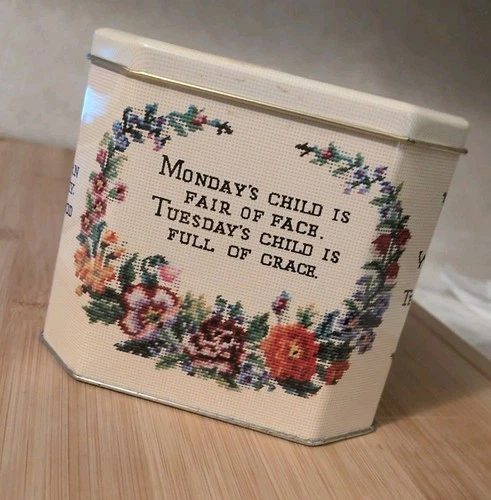 MONDAY'S CHILD IS
FAIR OF FACE.
TUESDAY'S CHILD IS
FULL OF GRACE.